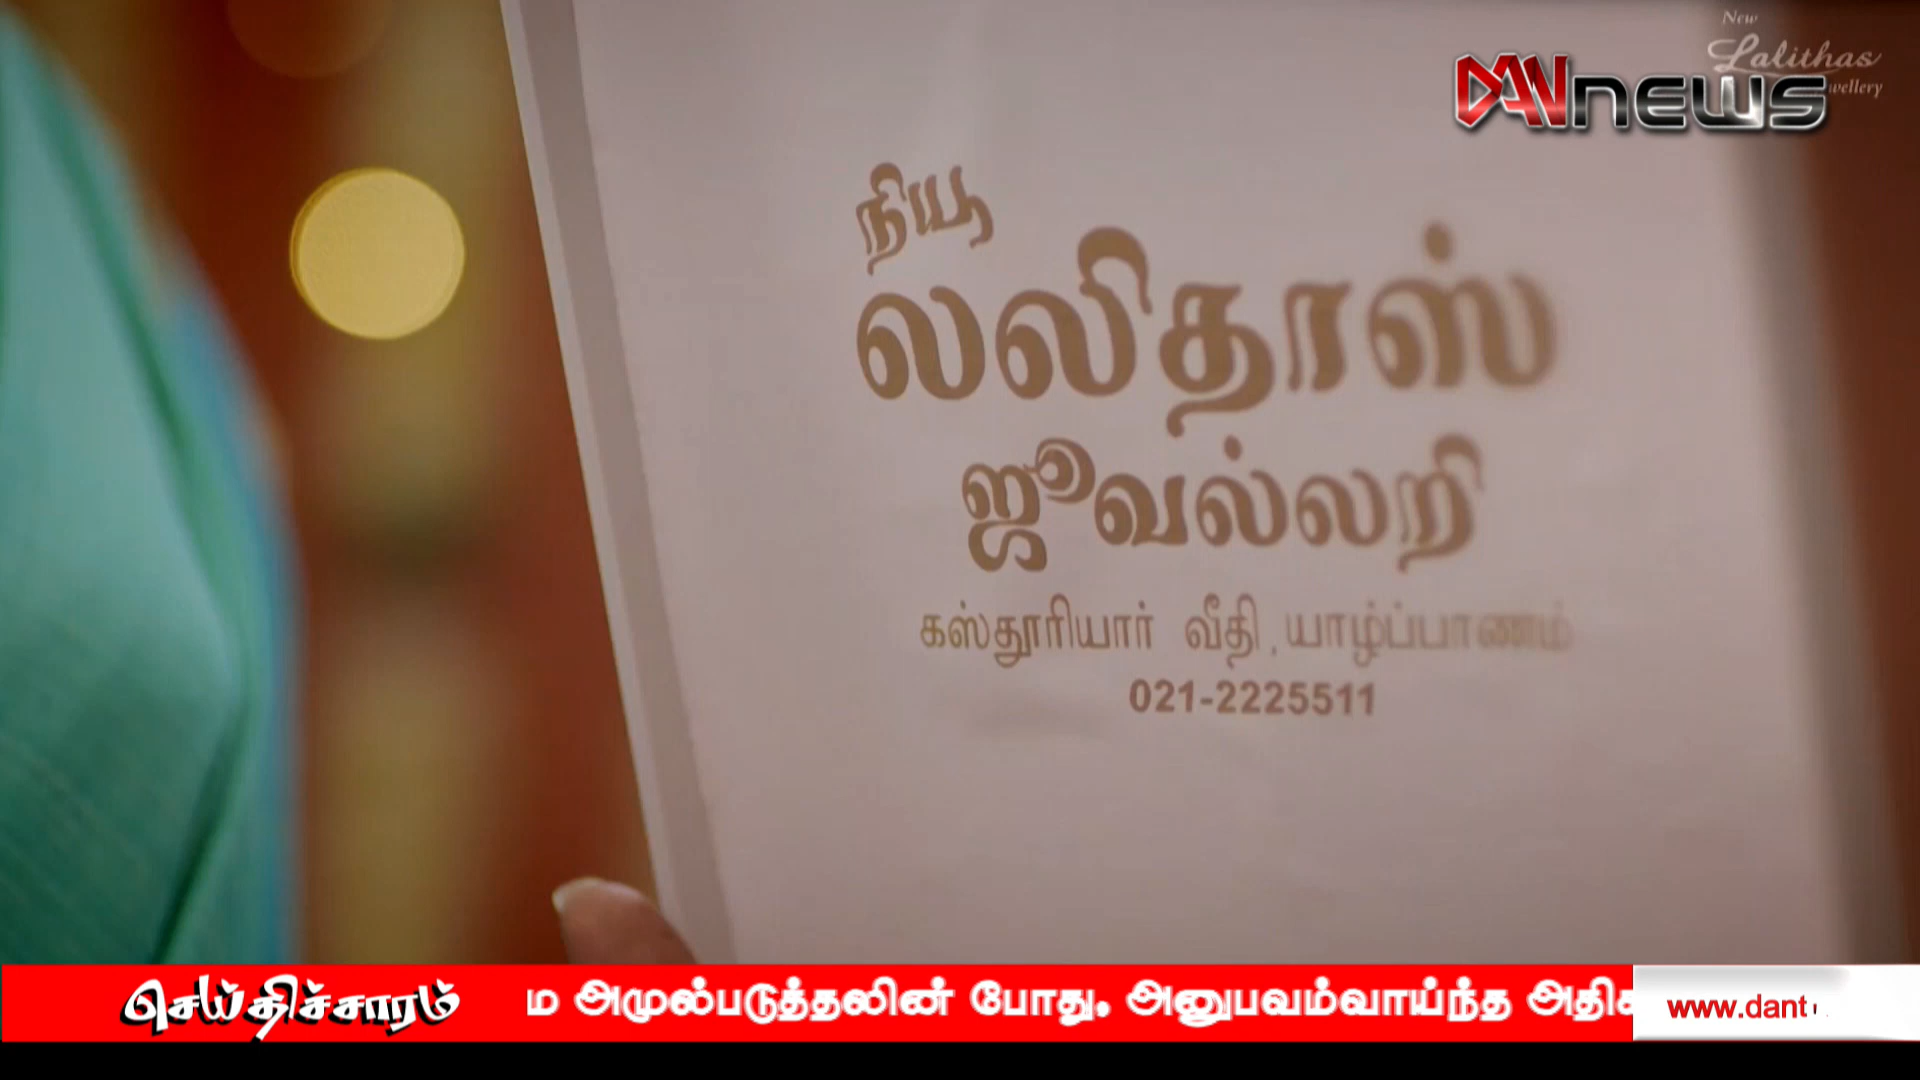 New
Lalithas
DAN news
நியூ
லலிதாஸ்
ஜூவல்லறி
கஸ்தூரியார் வீதி, யாழ்ப்பாணம்
021-2225511
செய்திச்சாரம்
ம அமுல்படுத்தலின் போது, அனுபவம்வாய்ந்த
www.dant